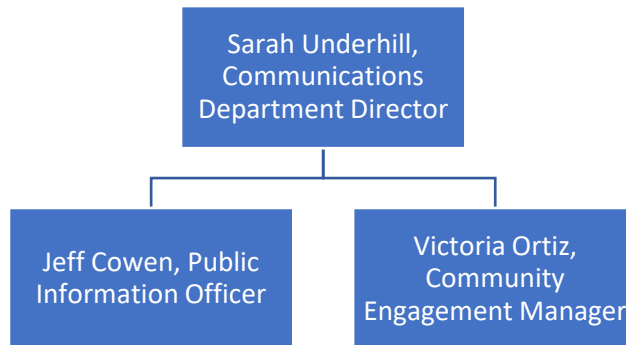 Sarah Underhill,
Communications
Department Director
Jeff Cowen, Public
Information Officer
Victoria Ortiz,
Community
Engagement Manager